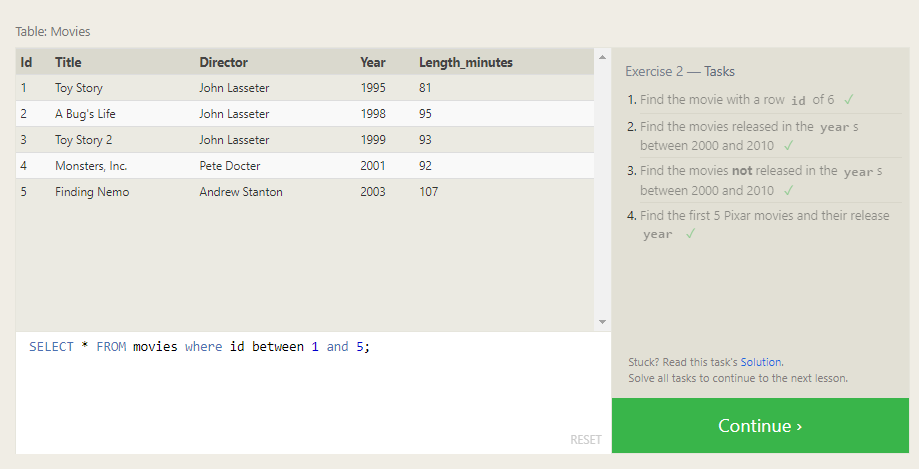 Table: Movies
Id Title Director Year Length_minutes
1 Toy Story John Lasseter 1995 81
2 A Bug's Life John Lasseter 1998 95
3 Toy Story 2 John Lasseter 1999 93
4 Monsters, Inc. Pete Docter 2001 92
5 Finding Nemo Andrew Stanton 2003 107
SELECT * FROM movies where id between 1 and 5;
RESET
Exercise 2 — Tasks
1. Find the movie with a row id of 6 ✓
2. Find the movies released in the year s
between 2000 and 2010 ✓
3. Find the movies not released in the year s
between 2000 and 2010 ✓
4. Find the first 5 Pixar movies and their release
year ✓
Stuck? Read this task's Solution.
Solve all tasks to continue to the next lesson.
Continue ›